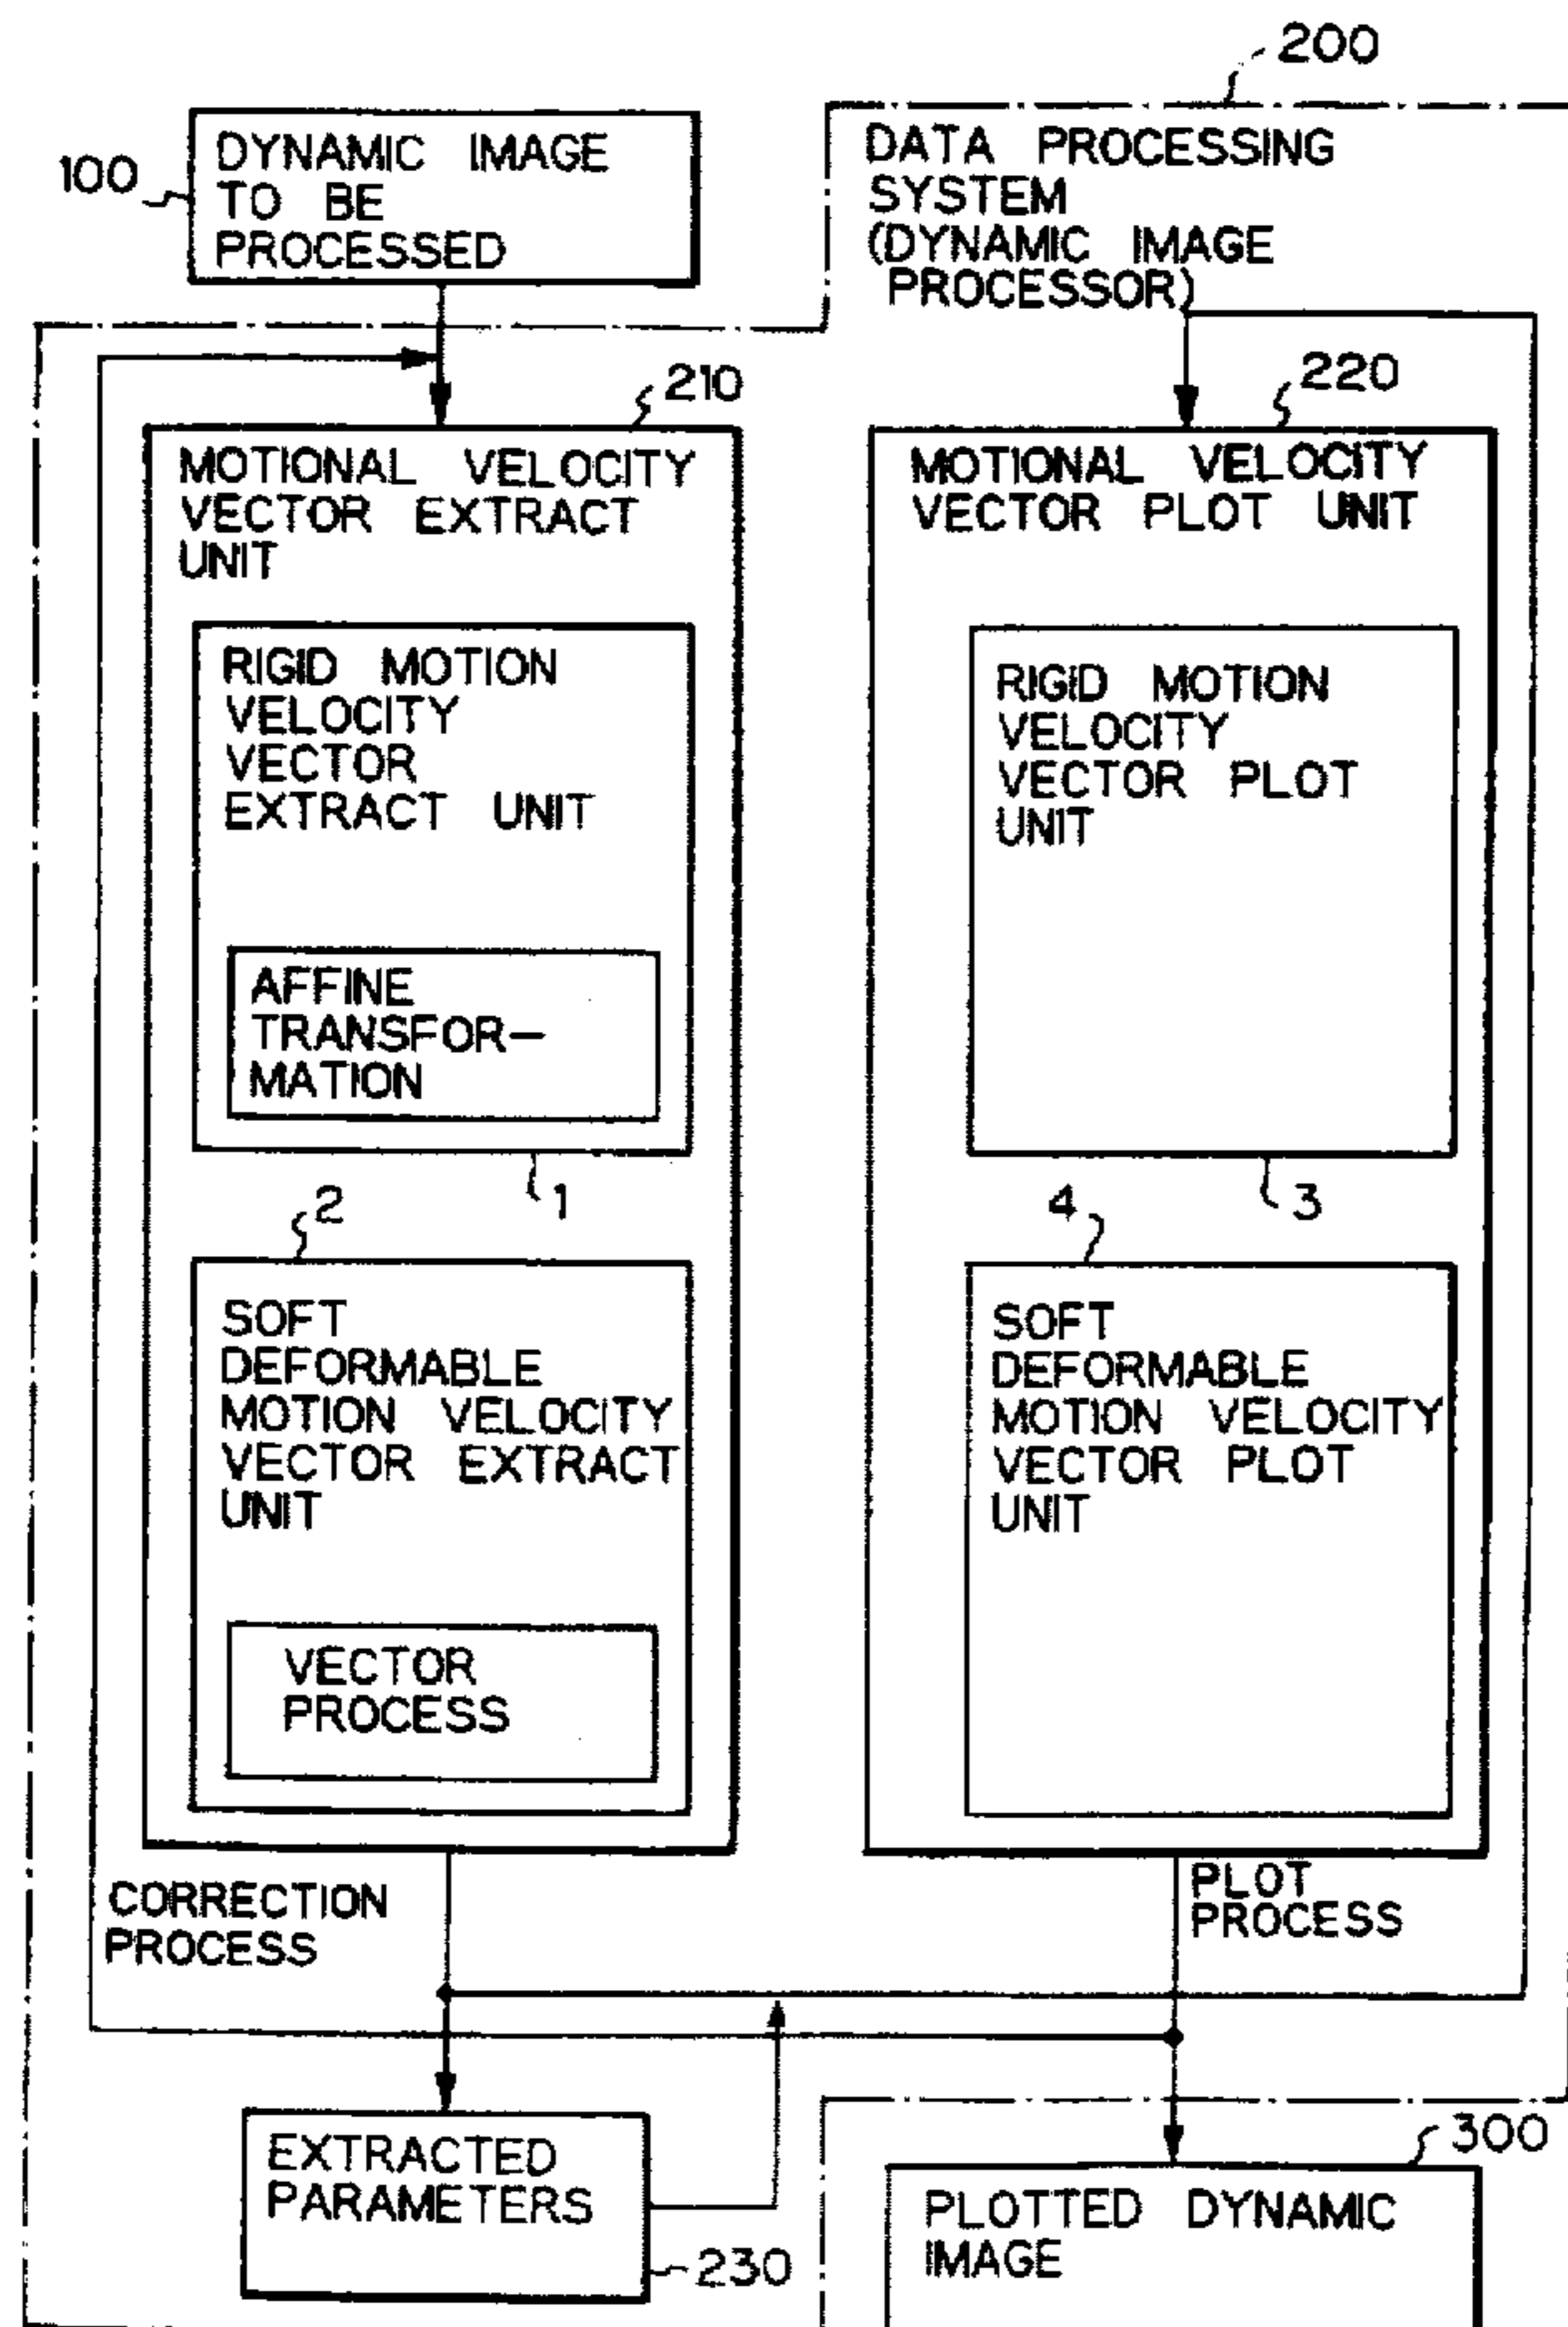 200
100
DYNAMIC IMAGE
TO BE
PROCESSED
DATA PROCESSING
SYSTEM
(DYNAMIC IMAGE
PROCESSOR)
210
MOTIONAL VELOCITY
VECTOR EXTRACT
UNIT
RIGID MOTION
VELOCITY
VECTOR
EXTRACT UNIT
AFFINE
TRANSFOR-
MATION
1
2
SOFT
DEFORMABLE
MOTION VELOCITY
VECTOR EXTRACT
UNIT
VECTOR
PROCESS
220
MOTIONAL VELOCITY
VECTOR PLOT UNIT
RIGID MOTION
VELOCITY
VECTOR PLOT
UNIT
3
4
SOFT
DEFORMABLE
MOTION VELOCITY
VECTOR PLOT
UNIT
CORRECTION
PROCESS
PLOT
PROCESS
EXTRACTED
PARAMETERS
230
300
PLOTTED DYNAMIC
IMAGE